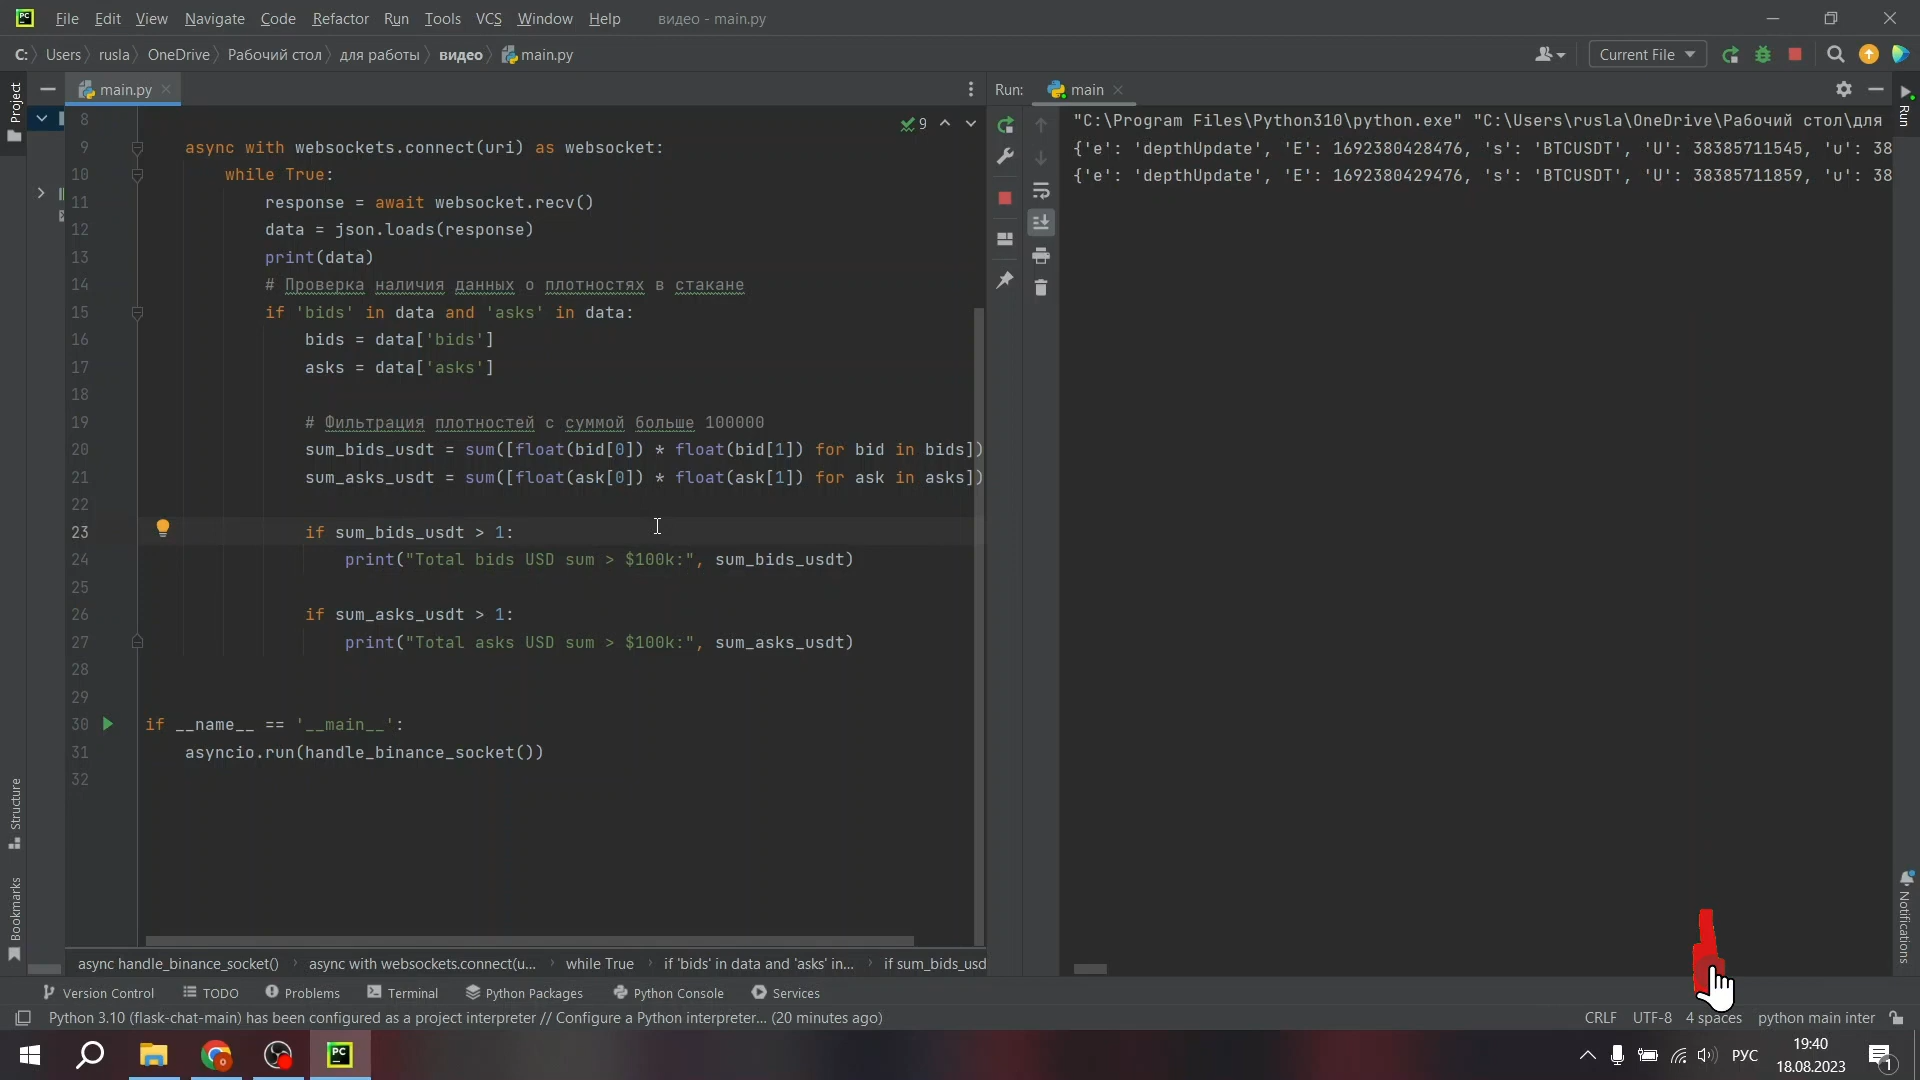 PC File Edit View Navigate Code Refactor Run Tools VCS Window Help видео - main.py
C: Users rusla OneDrive Рабочий стол для работы видео main.py Current File
Project main.py Run: main Run
8 9 "C:\Program Files\Python310\python.exe" "C:\Users\rusla\OneDrive\Рабочий стол\для
9 async with websockets.connect(uri) as websocket: {'e': 'depthUpdate', 'E': 1692380428476, 's': 'BTCUSDT', 'U': 38385711545, 'u': 38
10 while True: {'e': 'depthUpdate', 'E': 1692380429476, 's': 'BTCUSDT', 'U': 38385711859, 'u': 38
11 response = await websocket.recv()
12 data = json.loads(response)
13 print(data)
14 # Проверка наличия данных о плотностях в стакане
15 if 'bids' in data and 'asks' in data:
16 bids = data['bids']
17 asks = data['asks']
18
19 # Фильтрация плотностей с суммой больше 100000
20 sum_bids_usdt = sum([float(bid[0]) * float(bid[1]) for bid in bids])
21 sum_asks_usdt = sum([float(ask[0]) * float(ask[1]) for ask in asks])
22
23 if sum_bids_usdt > 1:
24 print("Total bids USD sum > $100k:", sum_bids_usdt)
25
26 if sum_asks_usdt > 1:
27 print("Total asks USD sum > $100k:", sum_asks_usdt)
28
29
30 if __name__ == '__main__':
31 asyncio.run(handle_binance_socket())
32
Structure
Bookmarks
Notifications
async handle_binance_socket() async with websockets.connect(u... while True if 'bids' in data and 'asks' in... if sum_bids_usd
Version Control TODO Problems Terminal Python Packages Python Console Services
Python 3.10 (flask-chat-main) has been configured as a project interpreter // Configure a Python interpreter... (20 minutes ago) CRLF UTF-8 4 spaces python main inter
PC РУС 19:40
18.08.2023 1